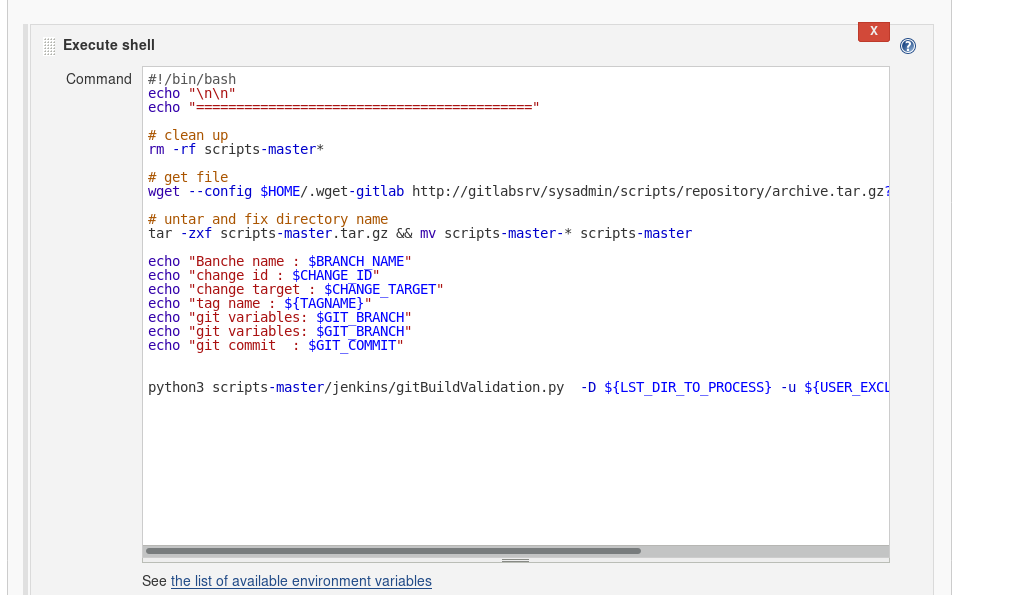 X
Execute shell
?
Command
#!/bin/bash
echo "\n\n"
echo "=========================================="
# clean up
rm -rf scripts-master*
# get file
wget --config $HOME/.wget-gitlab http://gitlabsrv/sysadmin/scripts/repository/archive.tar.gz?
# untar and fix directory name
tar -zxf scripts-master.tar.gz && mv scripts-master-* scripts-master
echo "Banche name : $BRANCH_NAME"
echo "change id : $CHANGE_ID"
echo "change target : $CHANGE_TARGET"
echo "tag name : ${TAGNAME}"
echo "git variables: $GIT_BRANCH"
echo "git variables: $GIT_BRANCH"
echo "git commit  : $GIT_COMMIT"
python3 scripts-master/jenkins/gitBuildValidation.py  -D ${LST_DIR_TO_PROCESS} -u ${USER_EXCL
See the list of available environment variables